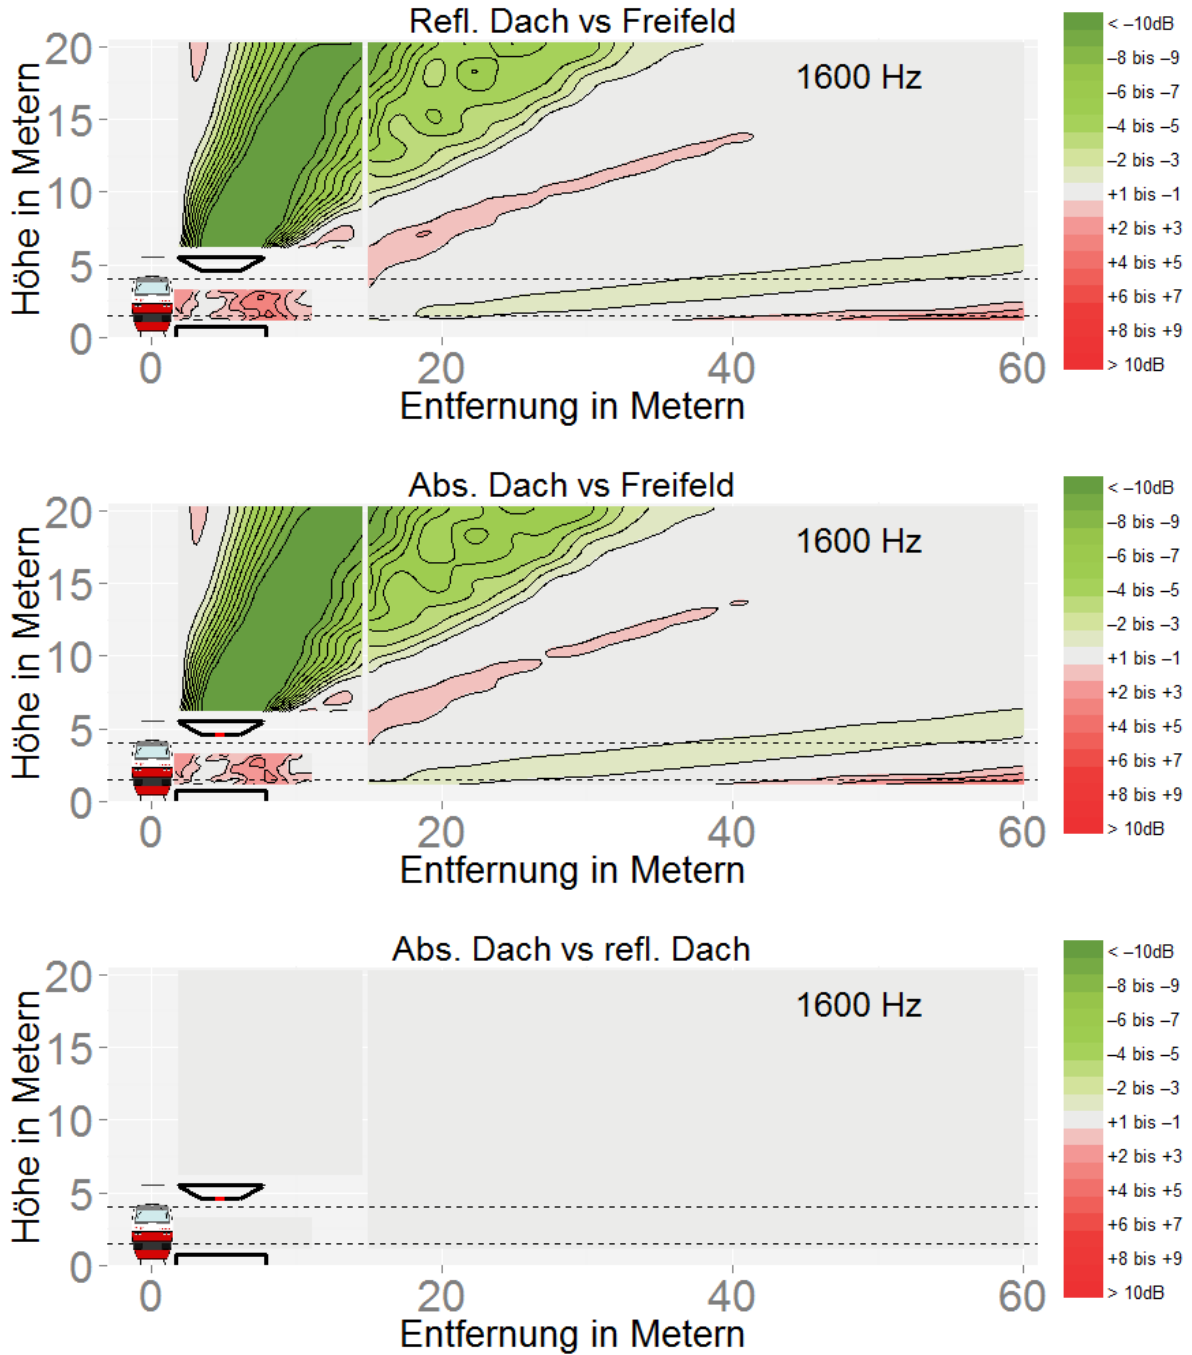 Refl. Dach vs Freifeld
1600 Hz
Höhe in Metern
20
15
10
5
0
0 20 40 60
Entfernung in Metern
< –10dB
–8 bis –9
–6 bis –7
–4 bis –5
–2 bis –3
+1 bis –1
+2 bis +3
+4 bis +5
+6 bis +7
+8 bis +9
> 10dB
Abs. Dach vs Freifeld
1600 Hz
Höhe in Metern
20
15
10
5
0
0 20 40 60
Entfernung in Metern
< –10dB
–8 bis –9
–6 bis –7
–4 bis –5
–2 bis –3
+1 bis –1
+2 bis +3
+4 bis +5
+6 bis +7
+8 bis +9
> 10dB
Abs. Dach vs refl. Dach
1600 Hz
Höhe in Metern
20
15
10
5
0
0 20 40 60
Entfernung in Metern
< –10dB
–8 bis –9
–6 bis –7
–4 bis –5
–2 bis –3
+1 bis –1
+2 bis +3
+4 bis +5
+6 bis +7
+8 bis +9
> 10dB